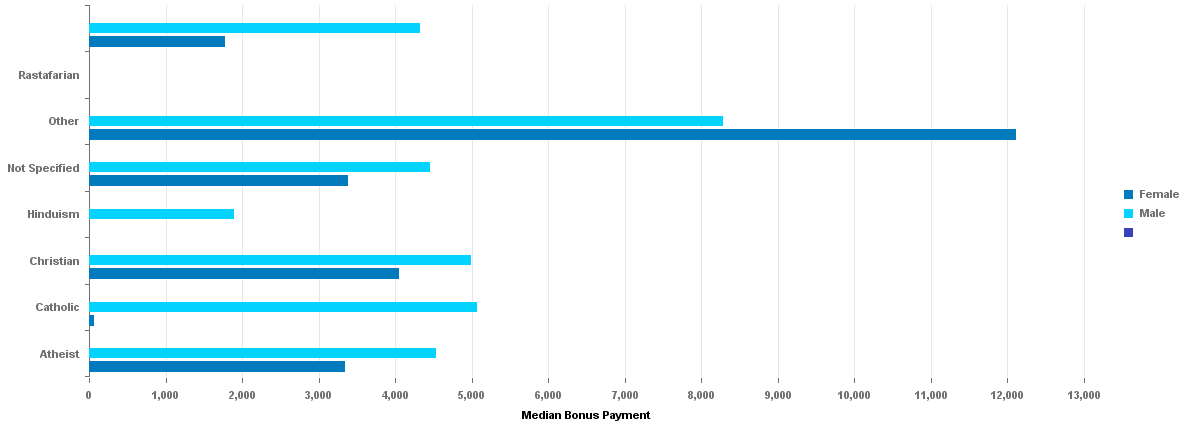 Rastafarian
Other
Not Specified
Hinduism
Christian
Catholic
Atheist
0 1,000 2,000 3,000 4,000 5,000 6,000 7,000 8,000 9,000 10,000 11,000 12,000 13,000
Median Bonus Payment
Female
Male